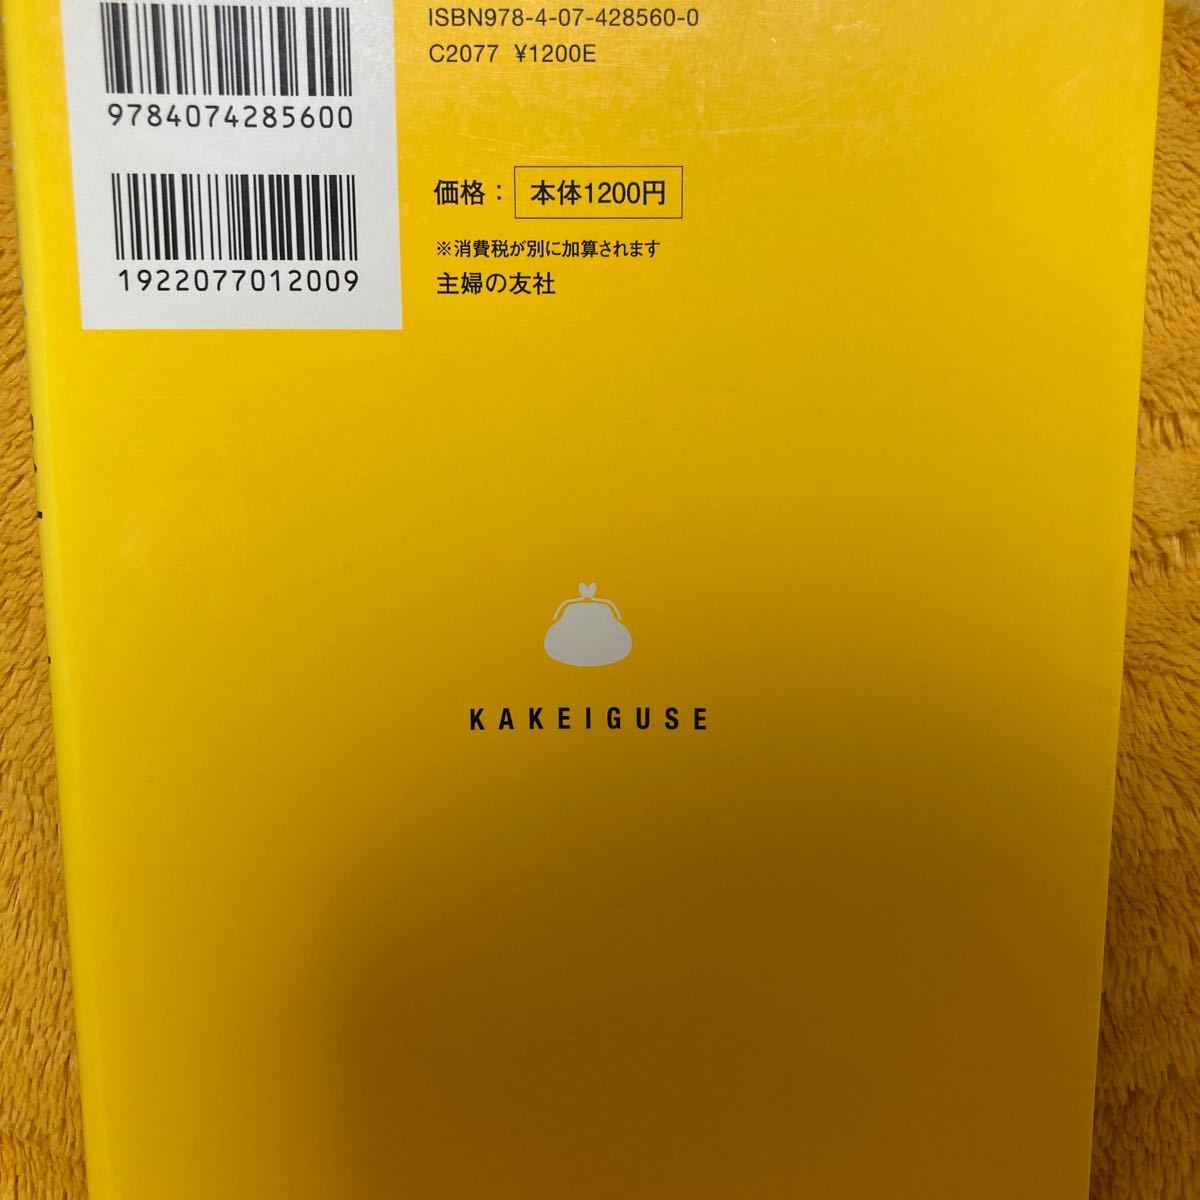 ISBN978-4-07-428560-0
C2077 ¥1200E
9784074285600
価格： 本体1200円
※消費税が別に加算されます
1922077012009
主婦の友社
KAKEIGUSE